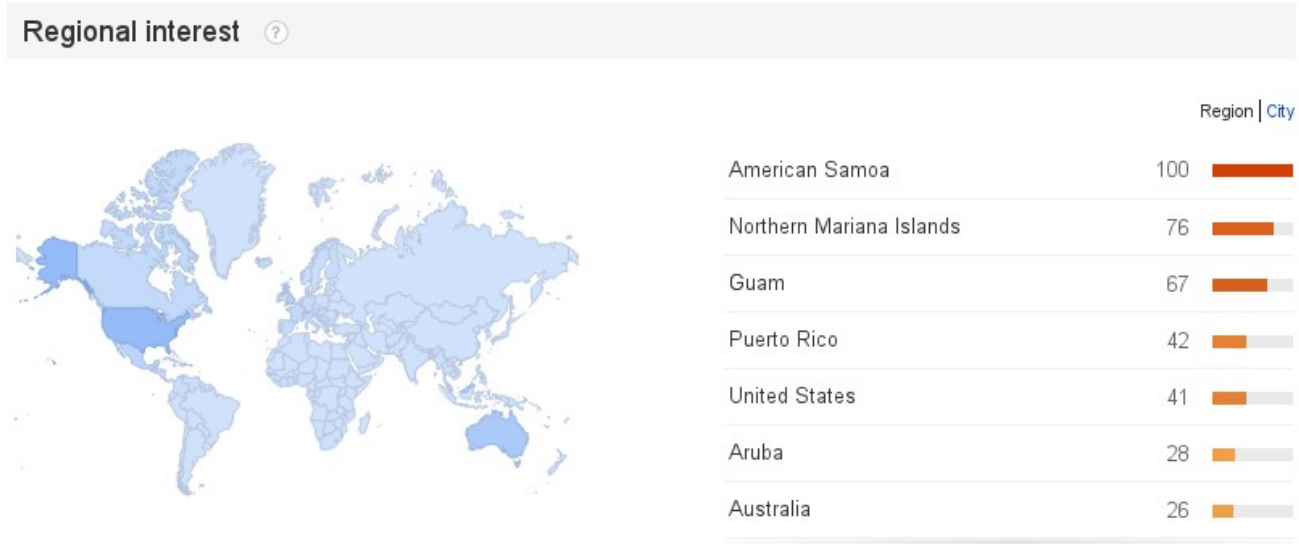 Regional interest ?
Region | City
American Samoa 100
Northern Mariana Islands 76
Guam 67
Puerto Rico 42
United States 41
Aruba 28
Australia 26